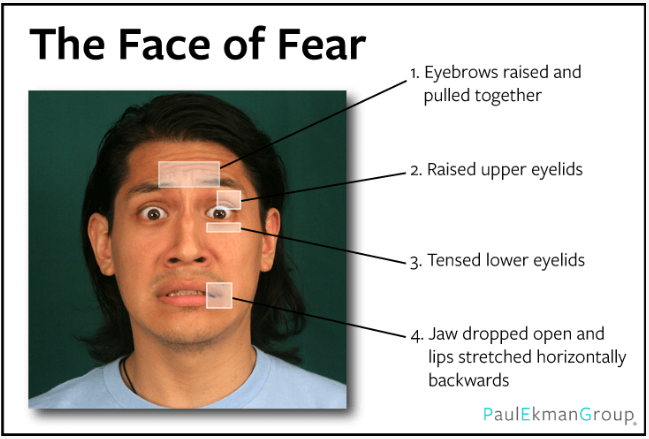 The Face of Fear
1. Eyebrows raised and
pulled together
2. Raised upper eyelids
3. Tensed lower eyelids
4. Jaw dropped open and
lips stretched horizontally
backwards
PaulEkmanGroup®